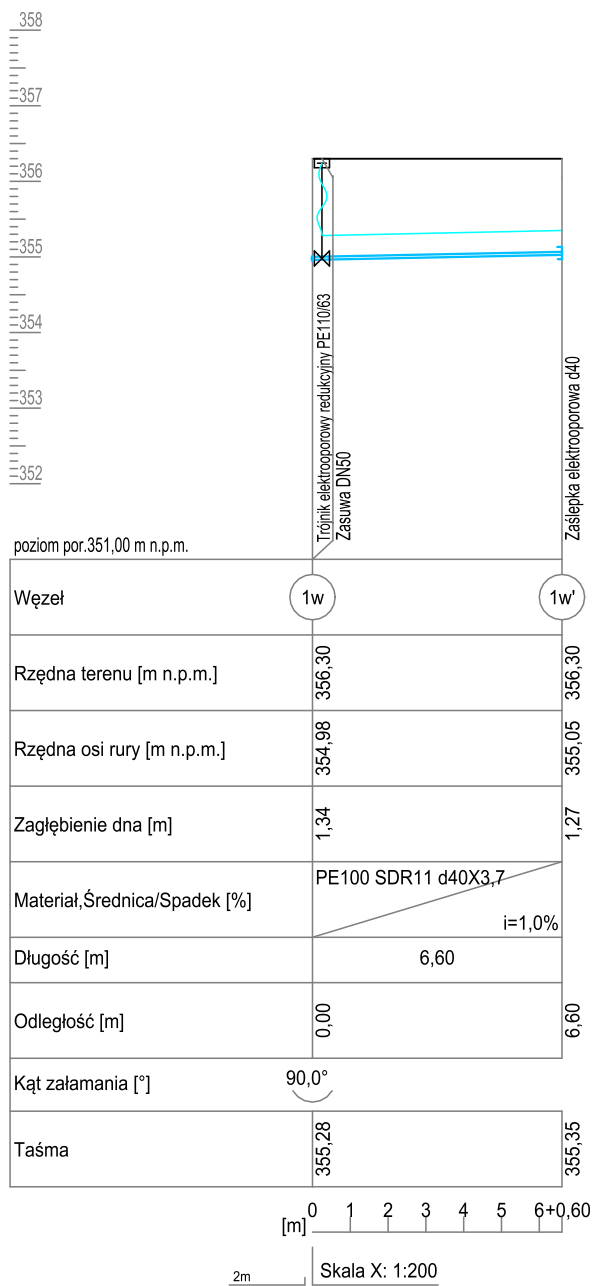 358
357
356
355
354
353
352
Trójnik elektrooporowy redukcyjny PE110/63
Zasuwa DN50
Zaślepka elektrooporowa d40
poziom por.351,00 m n.p.m.
Węzeł 1w 1w'
Rzędna terenu [m n.p.m.] 356,30 356,30
Rzędna osi rury [m n.p.m.] 354,98 355,05
Zagłębienie dna [m] 1,34 1,27
Materiał,Średnica/Spadek [%] PE100 SDR11 d40X3,7
i=1,0%
Długość [m] 6,60
Odległość [m] 0,00 6,60
Kąt załamania [°] 90,0°
Taśma 355,28 355,35
[m] 0 1 2 3 4 5 6+0,60
2m Skala X: 1:200